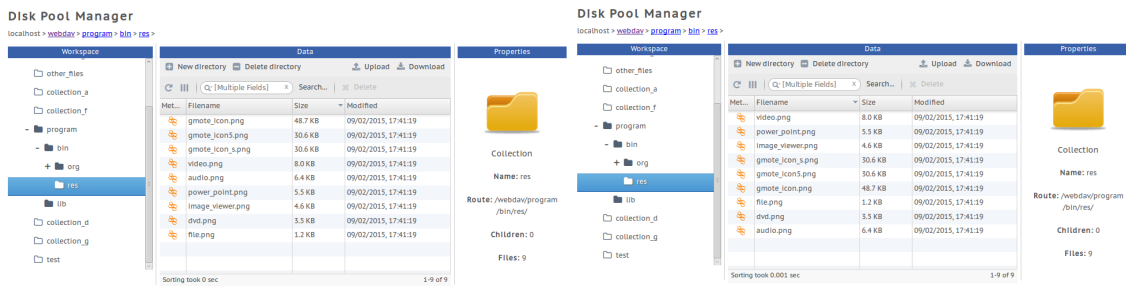 Disk Pool Manager
localhost > webdav > program > bin > res >
Workspace
other_files
collection_a
collection_f
program
bin
org
res
lib
collection_d
collection_g
test
Data
New directory Delete directory Upload Download
[Multiple Fields] x Search... Delete
Met... Filename Size Modified
gmote_icon.png 48.7 KB 09/02/2015, 17:41:19
gmote_icon5.png 30.6 KB 09/02/2015, 17:41:19
gmote_icon_s.png 30.6 KB 09/02/2015, 17:41:19
video.png 8.0 KB 09/02/2015, 17:41:19
audio.png 6.4 KB 09/02/2015, 17:41:19
power_point.png 5.5 KB 09/02/2015, 17:41:19
image_viewer.png 4.6 KB 09/02/2015, 17:41:19
dvd.png 3.5 KB 09/02/2015, 17:41:19
file.png 1.2 KB 09/02/2015, 17:41:19
Sorting took 0 sec 1-9 of 9
Properties
Collection
Name: res
Route: /webdav/program
/bin/res/
Children: 0
Files: 9
Disk Pool Manager
localhost > webdav > program > bin > res >
Workspace
other_files
collection_a
collection_f
program
bin
org
res
lib
collection_d
collection_g
test
Data
New directory Delete directory Upload Download
[Multiple Fields] x Search... Delete
Met... Filename Size Modified
video.png 8.0 KB 09/02/2015, 17:41:19
power_point.png 5.5 KB 09/02/2015, 17:41:19
image_viewer.png 4.6 KB 09/02/2015, 17:41:19
gmote_icon_s.png 30.6 KB 09/02/2015, 17:41:19
gmote_icon5.png 30.6 KB 09/02/2015, 17:41:19
gmote_icon.png 48.7 KB 09/02/2015, 17:41:19
file.png 1.2 KB 09/02/2015, 17:41:19
dvd.png 3.5 KB 09/02/2015, 17:41:19
audio.png 6.4 KB 09/02/2015, 17:41:19
Sorting took 0.001 sec 1-9 of 9
Properties
Collection
Name: res
Route: /webdav/program
/bin/res/
Children: 0
Files: 9